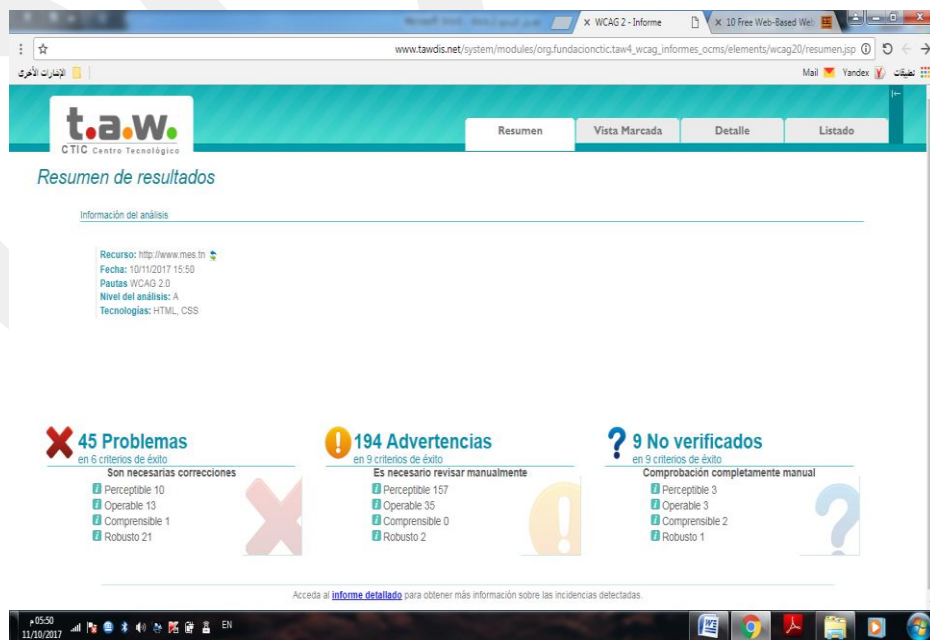 WCAG 2 - Informe
10 Free Web-Based Web
www.tawdis.net/system/modules/org.fundacionctic.taw4_wcag_informes_ocms/elements/wcag20/resumen.jsp
الإشارات الأخرى
Mail
Yandex
تطبيقات
t.a.w.
CTIC Centro Tecnológico
Resumen
Vista Marcada
Detalle
Listado
Resumen de resultados
Información del análisis
Recurso: http://www.mes.tn
Fecha: 10/11/2017 15:50
Pautas WCAG 2.0
Nivel del análisis: A
Tecnologías: HTML, CSS
45 Problemas
en 6 criterios de éxito
Son necesarias correcciones
Perceptible 10
Operable 13
Comprensible 1
Robusto 21
194 Advertencias
en 9 criterios de éxito
Es necesario revisar manualmente
Perceptible 157
Operable 35
Comprensible 0
Robusto 2
9 No verificados
en 9 criterios de éxito
Comprobación completamente manual
Perceptible 3
Operable 3
Comprensible 2
Robusto 1
Acceda al informe detallado para obtener más información sobre las incidencias detectadas.
05:50 م
11/10/2017
EN